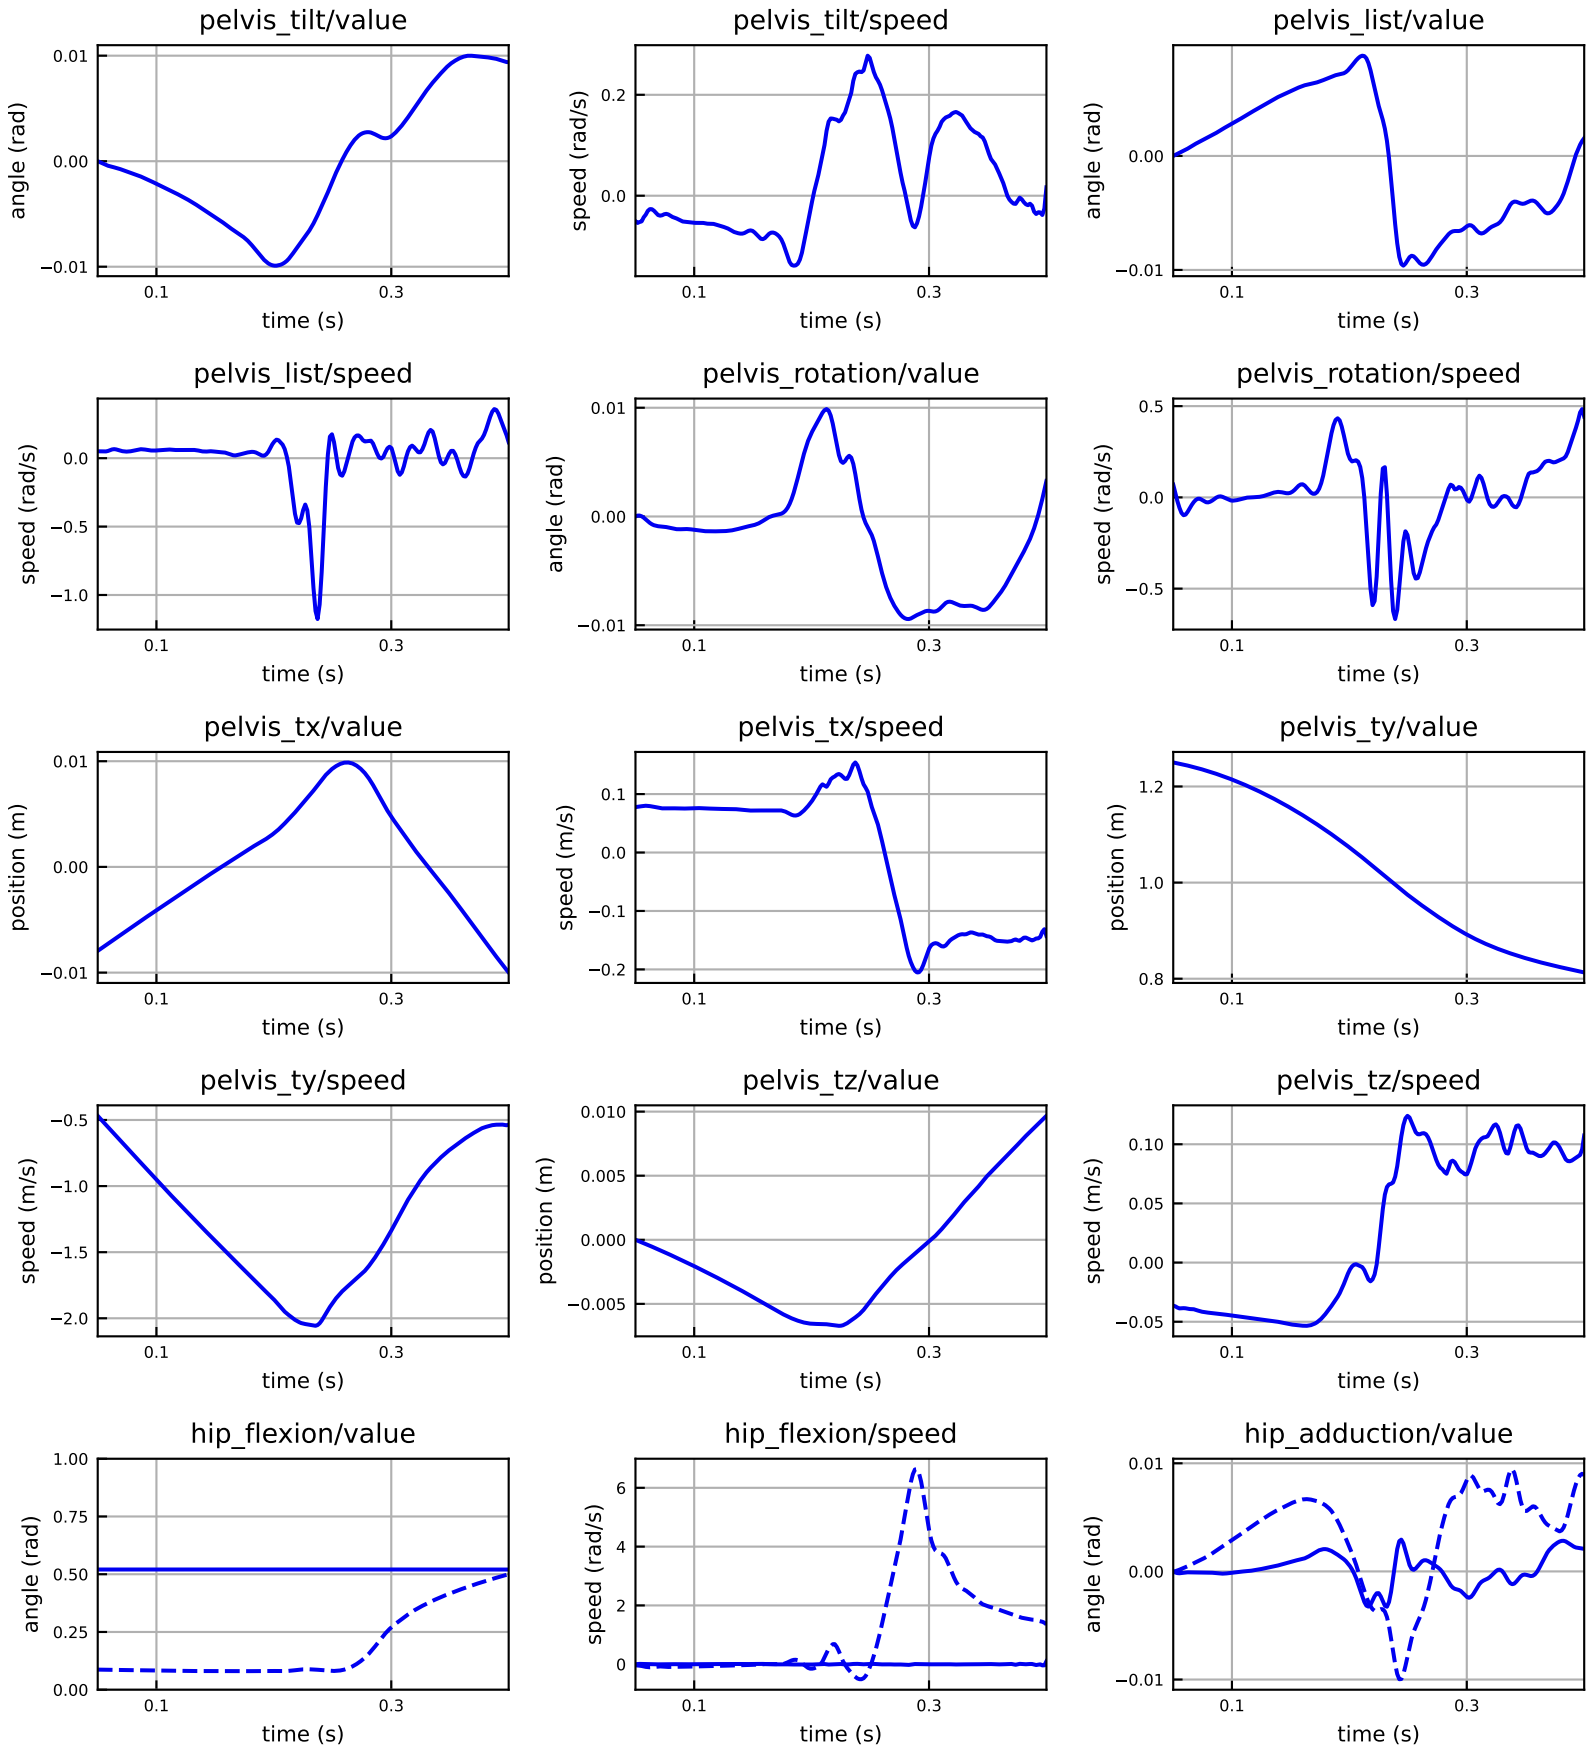 pelvis_tilt/value
pelvis_tilt/speed
pelvis_list/value
0.01
0.00
−0.01
angle (rad)
0.1
0.3
time (s)
0.2
0.0
speed (rad/s)
0.1
0.3
time (s)
0.00
−0.01
angle (rad)
0.1
0.3
time (s)
pelvis_list/speed
pelvis_rotation/value
pelvis_rotation/speed
0.0
−0.5
−1.0
speed (rad/s)
0.1
0.3
time (s)
0.01
0.00
−0.01
angle (rad)
0.1
0.3
time (s)
0.5
0.0
−0.5
speed (rad/s)
0.1
0.3
time (s)
pelvis_tx/value
pelvis_tx/speed
pelvis_ty/value
0.01
0.00
−0.01
position (m)
0.1
0.3
time (s)
0.1
0.0
−0.1
−0.2
speed (m/s)
0.1
0.3
time (s)
1.2
1.0
0.8
position (m)
0.1
0.3
time (s)
pelvis_ty/speed
pelvis_tz/value
pelvis_tz/speed
−0.5
−1.0
−1.5
−2.0
speed (m/s)
0.1
0.3
time (s)
0.010
0.005
0.000
−0.005
position (m)
0.1
0.3
time (s)
0.10
0.05
0.00
−0.05
speed (m/s)
0.1
0.3
time (s)
hip_flexion/value
hip_flexion/speed
hip_adduction/value
1.00
0.75
0.50
0.25
0.00
angle (rad)
0.1
0.3
time (s)
6
4
2
0
speed (rad/s)
0.1
0.3
time (s)
0.01
0.00
−0.01
angle (rad)
0.1
0.3
time (s)